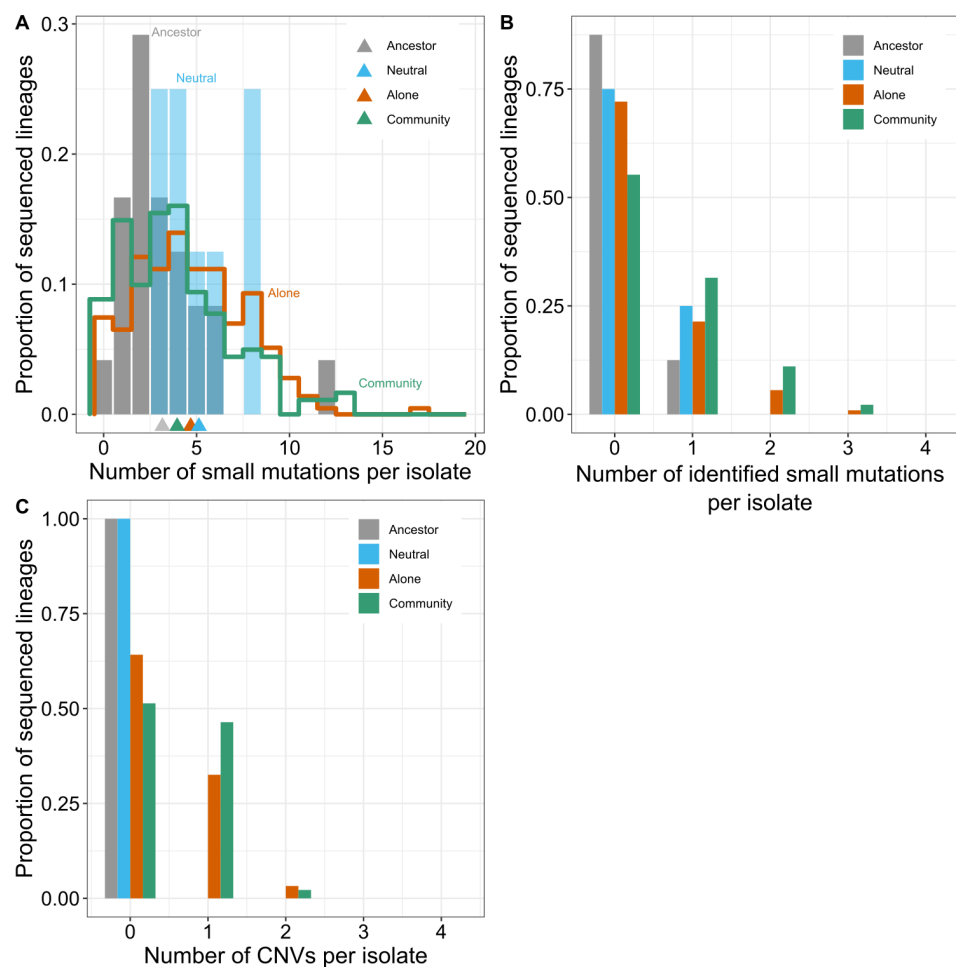 A
Proportion of sequenced lineages
0.3
0.2
0.1
0.0
Ancestor
Neutral
Alone
Community
Ancestor
Neutral
Alone
Community
0 5 10 15 20
Number of small mutations per isolate
B
Proportion of sequenced lineages
0.75
0.50
0.25
0.00
Ancestor
Neutral
Alone
Community
0 1 2 3 4
Number of identified small mutations
per isolate
C
Proportion of sequenced lineages
1.00
0.75
0.50
0.25
0.00
Ancestor
Neutral
Alone
Community
0 1 2 3 4
Number of CNVs per isolate